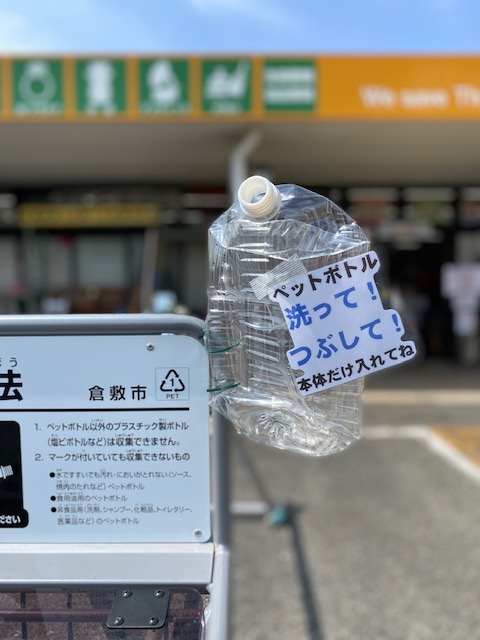 We save Th
ペットボトル
洗って！
つぶして！
本体だけ入れてね
ほう
法
倉敷市
1
PET
1. ペットボトル以外のプラスチック製ボトル
(塩ビボトルなど)は収集できません。
2. マークが付いていても収集できないもの
●水ですすいでも汚れ・においがとれない(ソース、
焼肉のたれなど)ペットボトル
●食用油用のペットボトル
●非食品用(洗剤、シャンプー、化粧品、トイレタリー、
医薬品など)のペットボトル
ださい